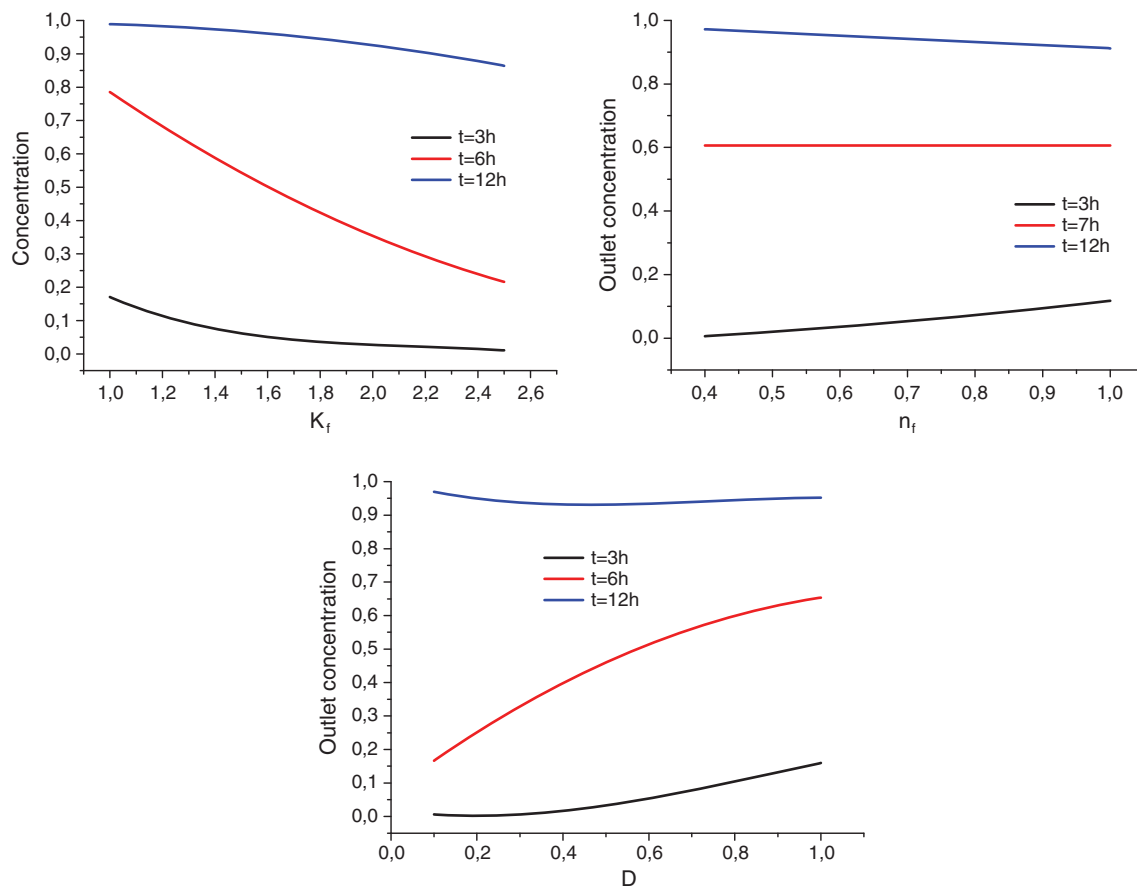 1,0
0,9
0,8
0,7
0,6
0,5
0,4
0,3
0,2
0,1
0,0
Concentration
t=3h
t=6h
t=12h
1,0 1,2 1,4 1,6 1,8 2,0 2,2 2,4 2,6
Kf
1,0
0,8
0,6
0,4
0,2
0,0
Outlet concentration
t=3h
t=7h
t=12h
0,4 0,5 0,6 0,7 0,8 0,9 1,0
nf
1,0
0,9
0,8
0,7
0,6
0,5
0,4
0,3
0,2
0,1
0,0
Outlet concentration
t=3h
t=6h
t=12h
0,0 0,2 0,4 0,6 0,8 1,0
D